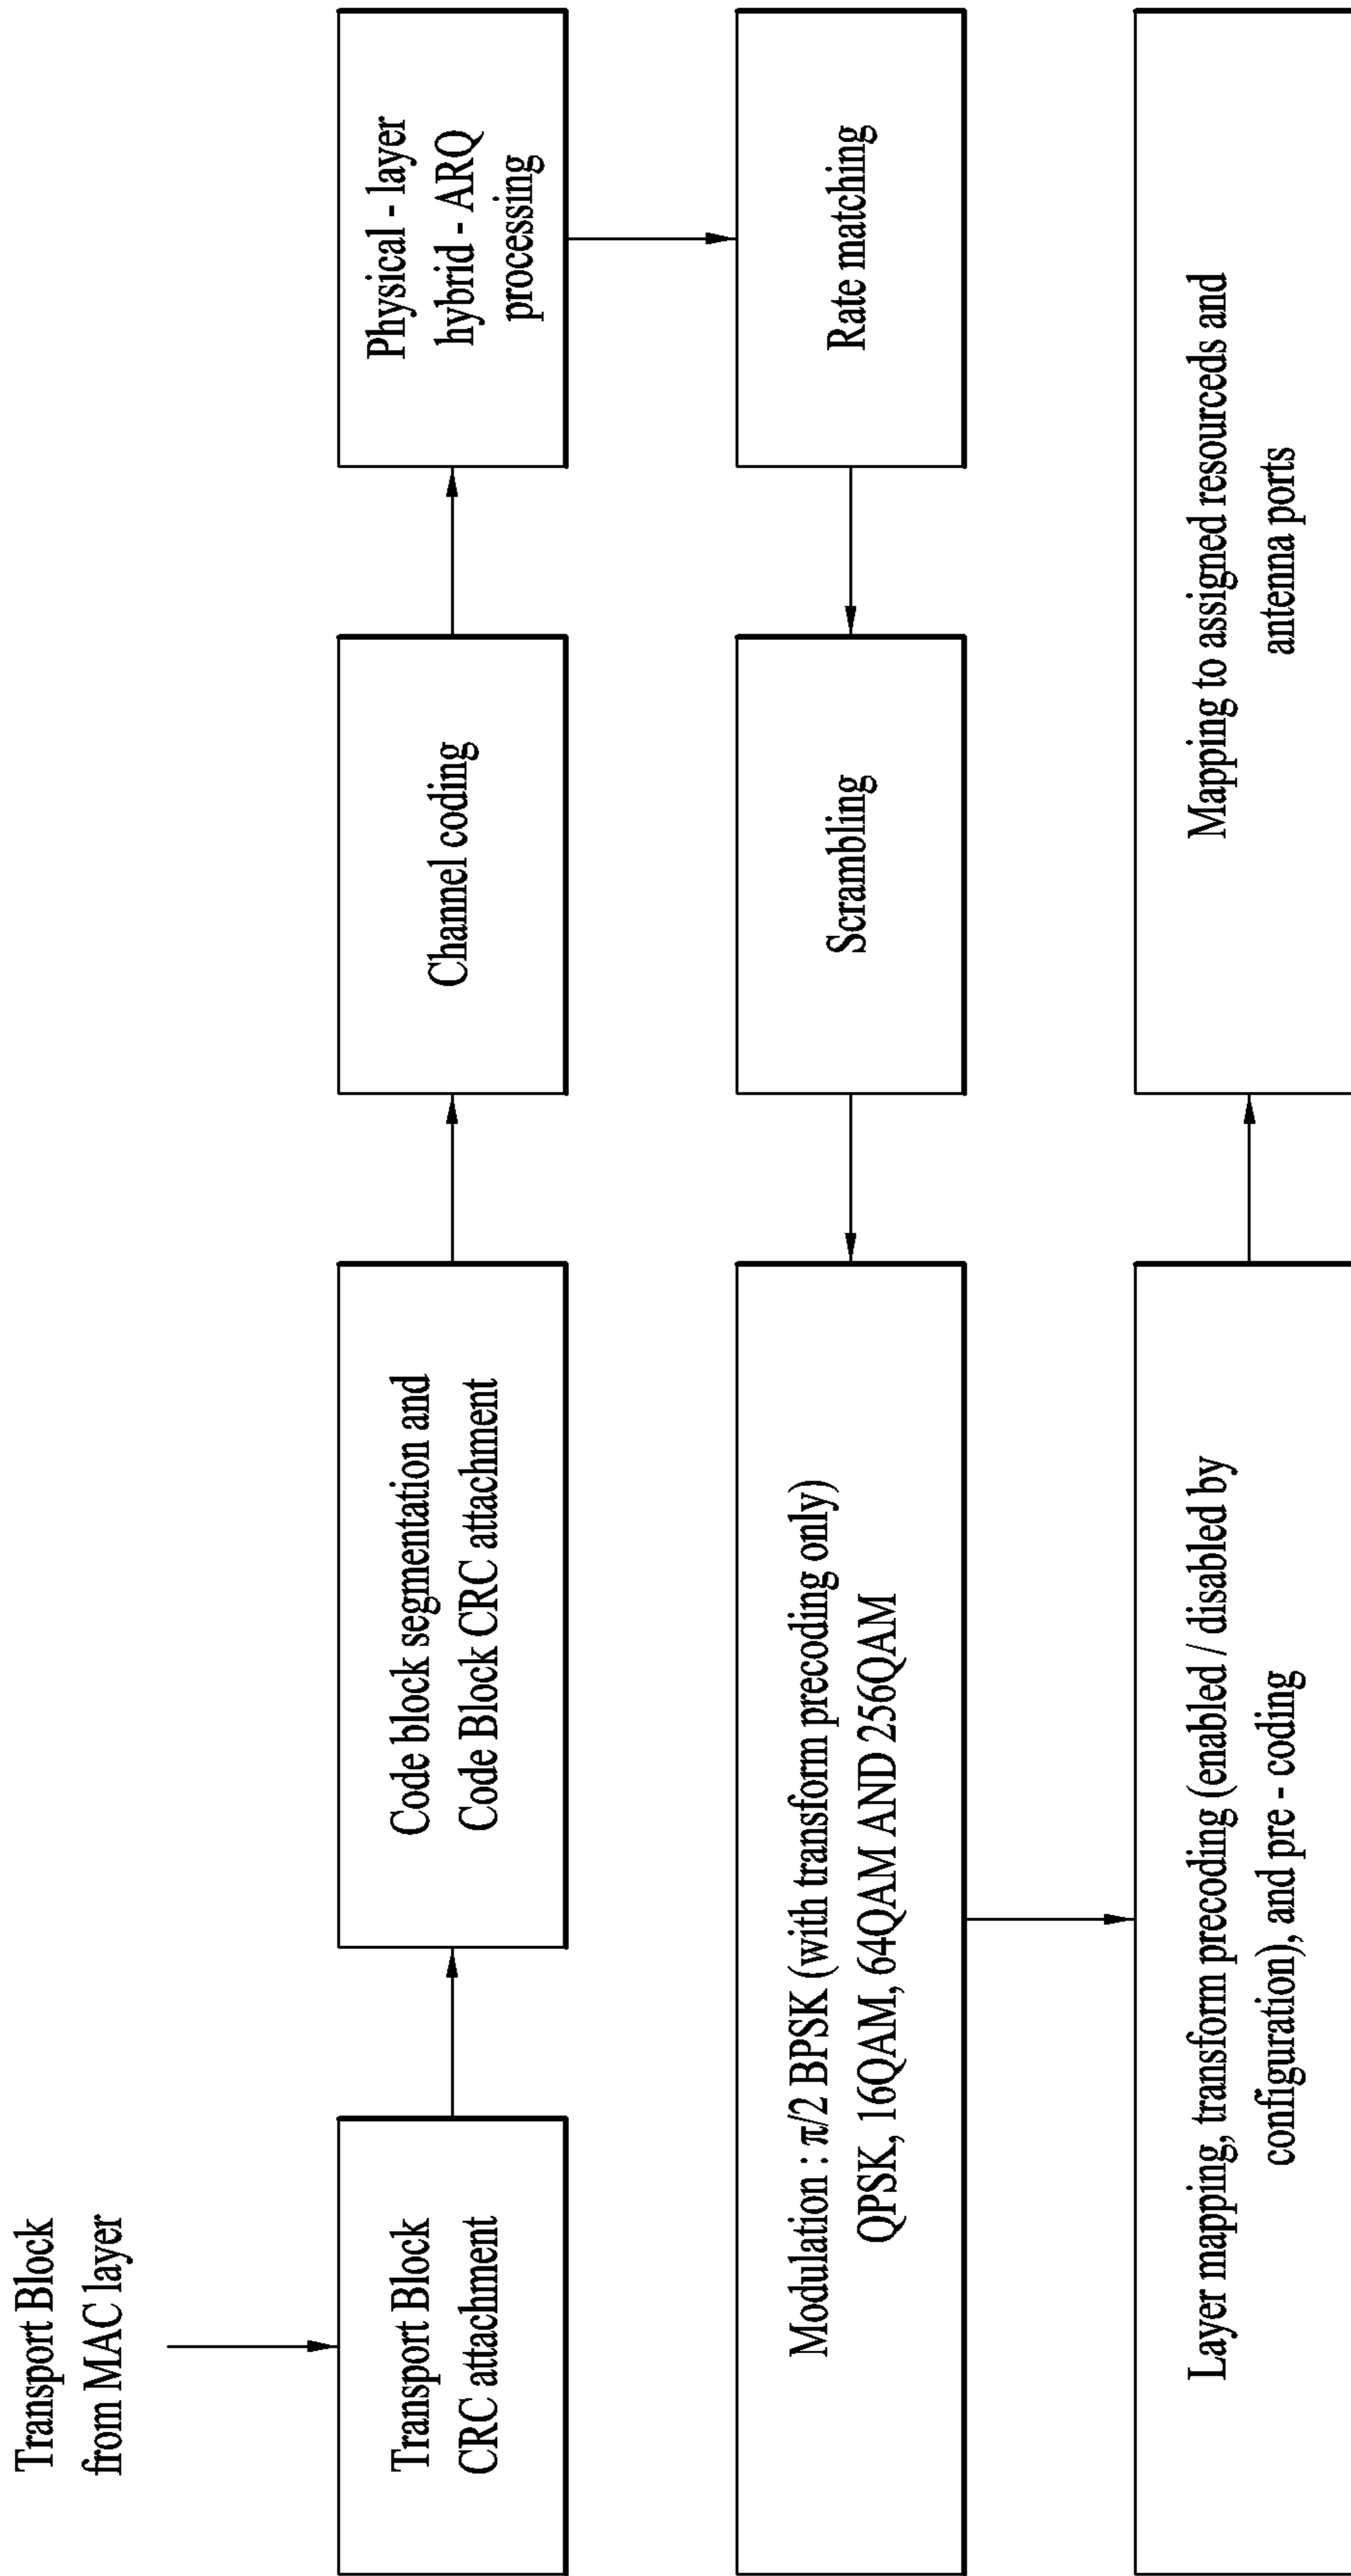 Transport Block
from MAC layer
Transport Block
CRC attachment
Code block segmentation and
Code Block CRC attachment
Channel coding
Physical - layer
hybrid - ARQ
processing
Rate matching
Scrambling
Modulation : π/2 BPSK (with transform precoding only)
QPSK, 16QAM, 64QAM AND 256QAM
Layer mapping, transform precoding (enabled / disabled by
configuration), and pre - coding
Mapping to assigned resourceds and
antenna ports